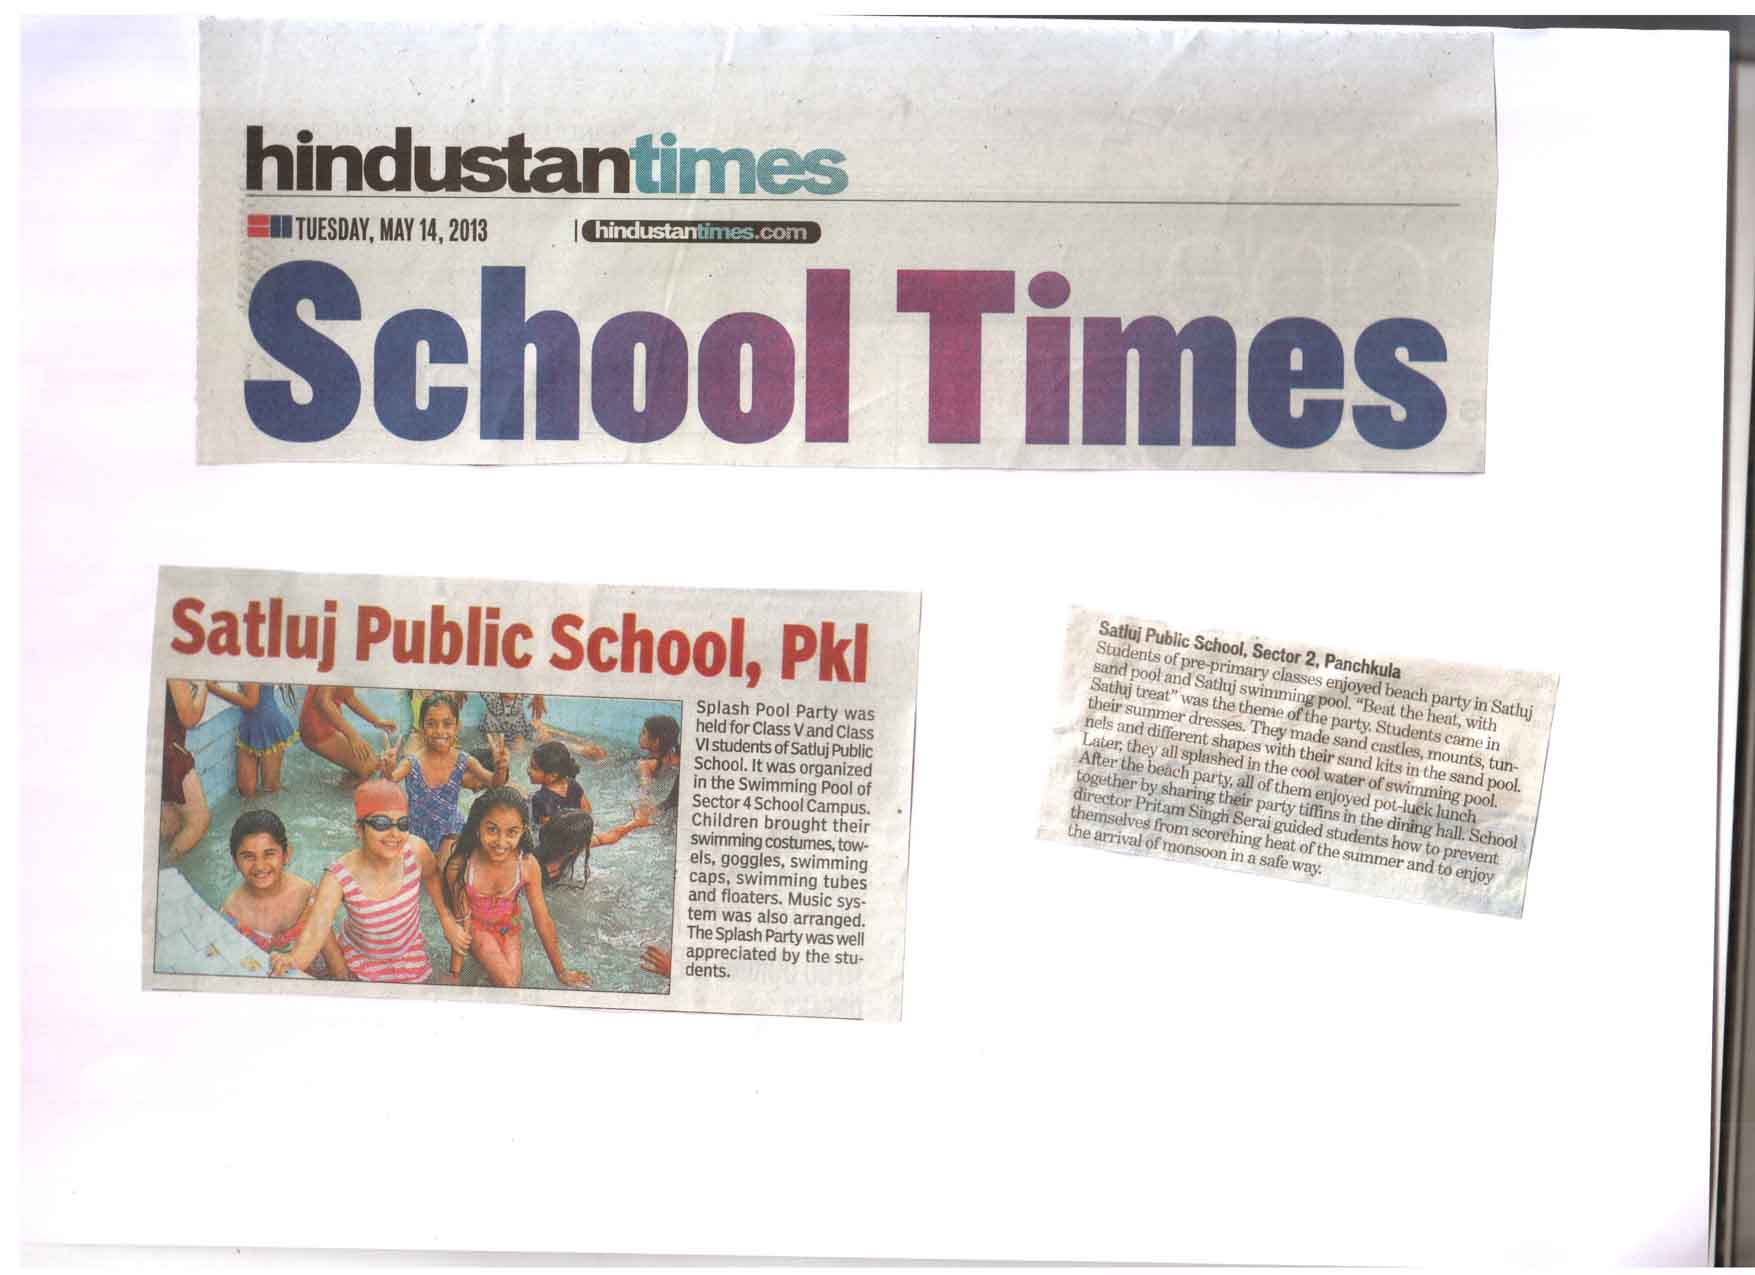 hindustantimes
TUESDAY, MAY 14, 2013
hindustantimes.com
School Times
Satluj Public School, Pkl
Splash Pool Party was
held for Class V and Class
VI students of Satluj Public
School. It was organized
in the Swimming Pool of
Sector 4 School Campus.
Children brought their
swimming costumes, tow-
els, goggles, swimming
caps, swimming tubes
and floaters. Music sys-
tem was also arranged.
The Splash Party was well
appreciated by the stu-
dents.
Satluj Public School, Sector 2, Panchkula
Students of pre-primary classes enjoyed beach party in Satluj
sand pool and Satluj swimming pool. "Beat the heat, with
Satluj treat" was the theme of the party. Students came in
their summer dresses. They made sand castles, mounts, tun-
nels and different shapes with their sand kits in the sand pool.
Later, they all splashed in the cool water of swimming pool.
After the beach party, all of them enjoyed pot-luck lunch
together by sharing their party tiffins in the dining hall. School
director Pritam Singh Serai guided students how to prevent
themselves from scorching heat of the summer and to enjoy
the arrival of monsoon in a safe way.